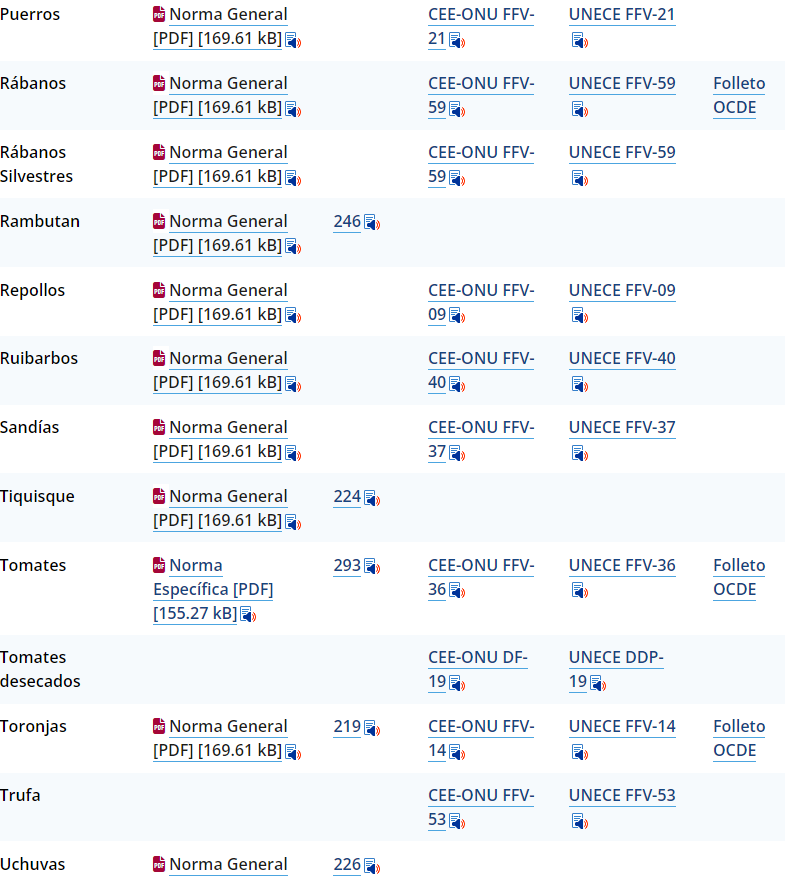 Puerros
Norma General
[PDF] [169.61 kB]
CEE-ONU FFV-
21
UNECE FFV-21
Rábanos
Norma General
[PDF] [169.61 kB]
CEE-ONU FFV-
59
UNECE FFV-59
Folleto
OCDE
Rábanos
Silvestres
Norma General
[PDF] [169.61 kB]
CEE-ONU FFV-
59
UNECE FFV-59
Rambutan
Norma General
[PDF] [169.61 kB]
246
Repollos
Norma General
[PDF] [169.61 kB]
CEE-ONU FFV-
09
UNECE FFV-09
Ruibarbos
Norma General
[PDF] [169.61 kB]
CEE-ONU FFV-
40
UNECE FFV-40
Sandías
Norma General
[PDF] [169.61 kB]
CEE-ONU FFV-
37
UNECE FFV-37
Tiquisque
Norma General
[PDF] [169.61 kB]
224
Tomates
Norma
Específica [PDF]
[155.27 kB]
293
CEE-ONU FFV-
36
UNECE FFV-36
Folleto
OCDE
Tomates
desecados
CEE-ONU DF-
19
UNECE DDP-
19
Toronjas
Norma General
[PDF] [169.61 kB]
219
CEE-ONU FFV-
14
UNECE FFV-14
Folleto
OCDE
Trufa
CEE-ONU FFV-
53
UNECE FFV-53
Uchuvas
Norma General
226